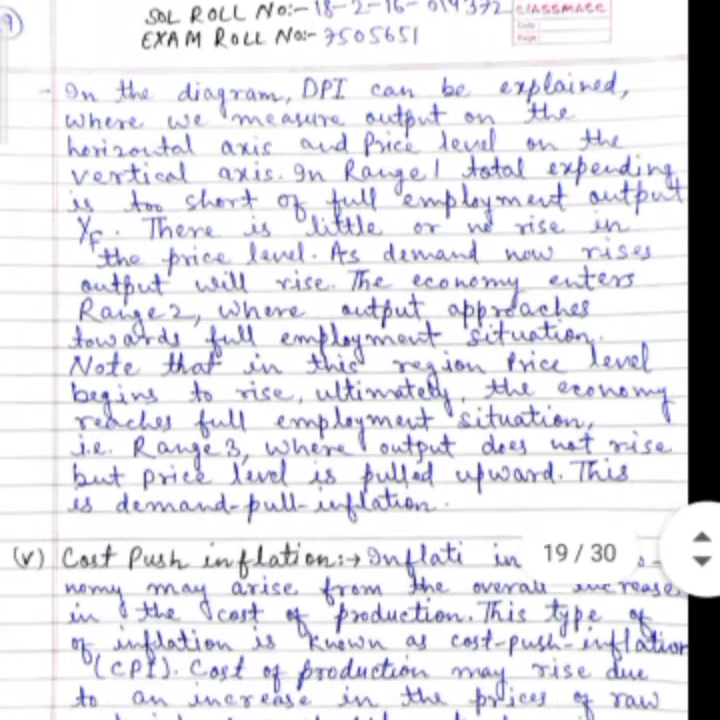 9)
SOL ROLL No:- 18-2-16-014372
CLASSMATE
Date :
Page :
EXAM ROLL No:- 7505651
- In the diagram, DPI can be explained,
where we measure output on the
horizontal axis and Price level on the
vertical axis. In Range 1 total expending
is too short of full employment output
YF. There is little or no rise in
the price level. As demand now rises
output will rise. The economy enters
Range 2, where output approaches
towards full employment situation.
Note that in this region Price level
begins to rise, ultimately, the economy
reaches full employment situation,
i.e. Range 3, where output does not rise
but price level is pulled upward. This
is demand-pull-inflation.
(v) Cost Push inflation:→ Inflati in
19 / 30
nomy may arise from the overall increase
in the cost of production. This type of
of inflation is known as cost-push-inflation
(CPI). Cost of production may rise due
to an increase in the prices of raw